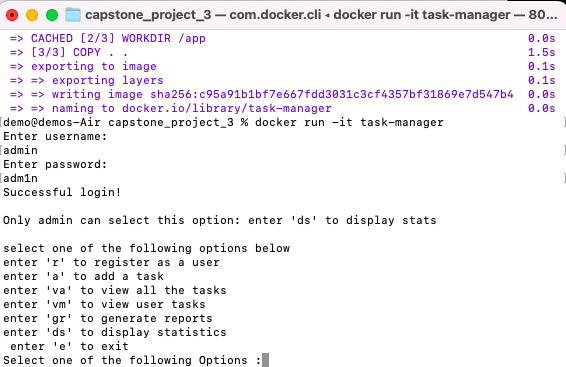 capstone_project_3 — com.docker.cli ◂ docker run -it task-manager — 80...
=> CACHED [2/3] WORKDIR /app 0.0s
=> [3/3] COPY . . 1.5s
=> exporting to image 0.1s
=> => exporting layers 0.1s
=> => writing image sha256:c95a91b1bf7e667fdd3031c3cf4357bf31869e7d547b4 0.0s
=> => naming to docker.io/library/task-manager 0.0s
[demo@demos-Air capstone_project_3 % docker run -it task-manager ]
Enter username:
[admin ]
Enter password:
[adm1n ]
Successful login!
Only admin can select this option: enter 'ds' to display stats
select one of the following options below
enter 'r' to register as a user
enter 'a' to add a task
enter 'va' to view all the tasks
enter 'vm' to view user tasks
enter 'gr' to generate reports
enter 'ds' to display statistics
 enter 'e' to exit
Select one of the following Options :